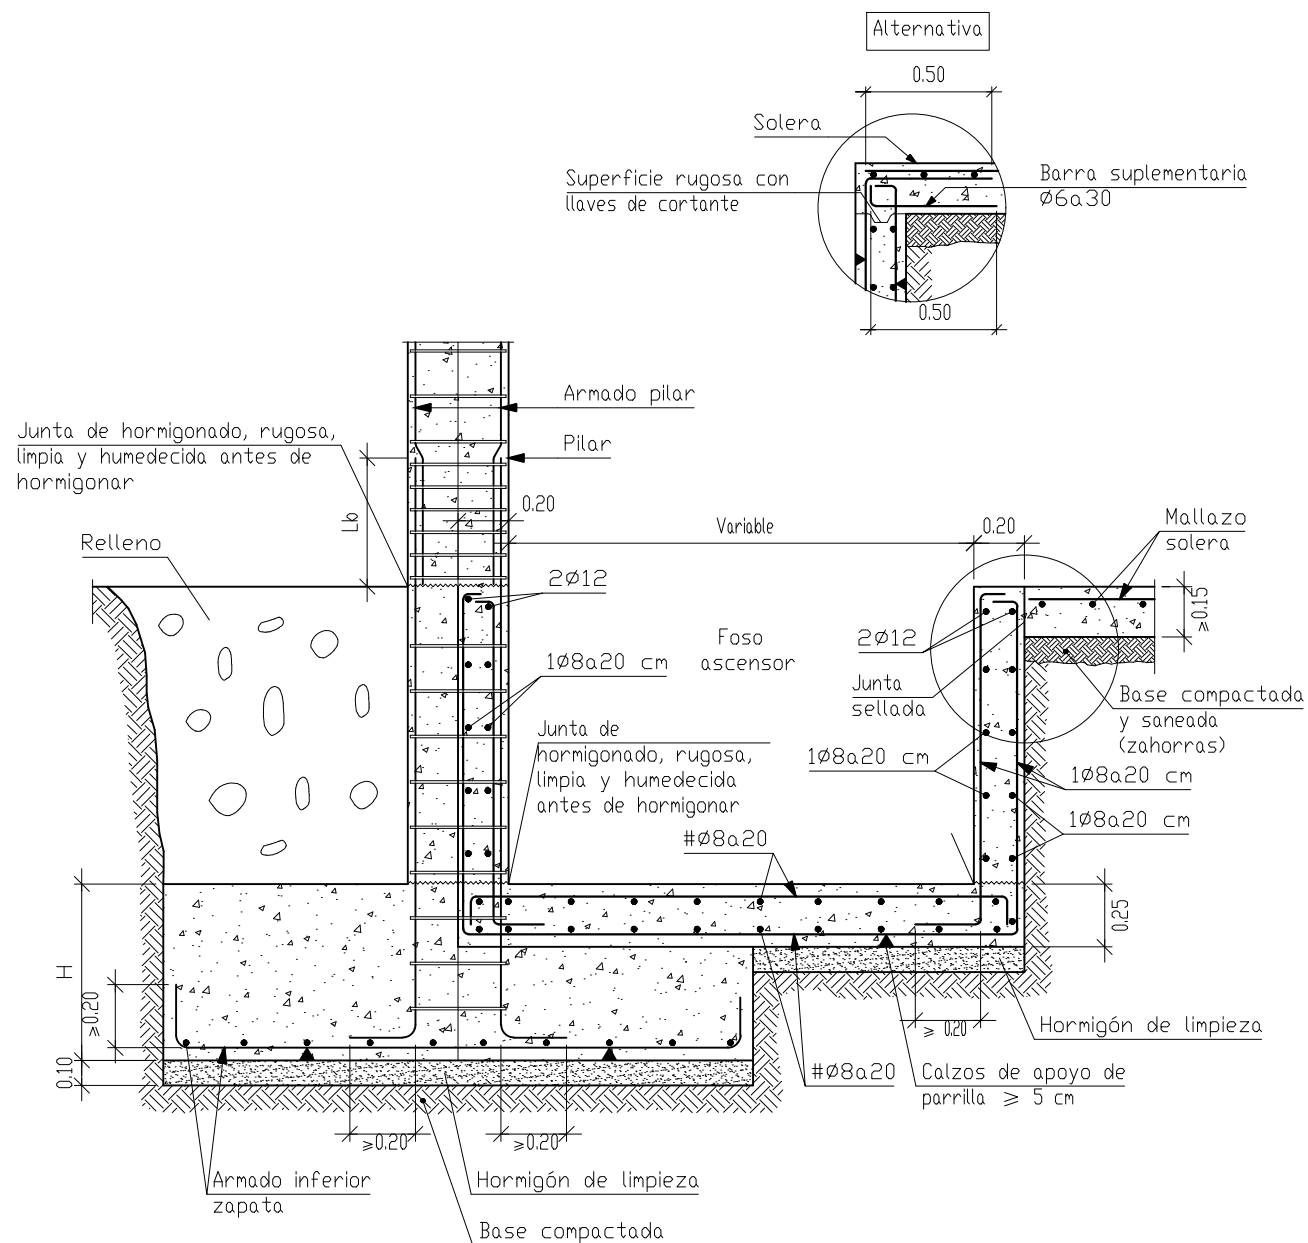 Alternativa
0.50
Solera
Superficie rugosa con
llaves de cortante
Barra suplementaria
Ø6a30
0.50
Armado pilar
Junta de hormigonado, rugosa,
limpia y humedecida antes de
hormigonar
Pilar
Lb
0.20
Variable
0.20
Mallazo
solera
Relleno
2Ø12
≥0.15
Foso
ascensor
2Ø12
1Ø8a20 cm
Junta
sellada
Base compactada
y saneada
(zahorras)
Junta de
hormigonado, rugosa,
limpia y humedecida
antes de hormigonar
1Ø8a20 cm
1Ø8a20 cm
1Ø8a20 cm
#Ø8a20
0.25
H
≥0.20
≥ 0.20
Hormigón de limpieza
0.10
#Ø8a20
Calzos de apoyo de
parrilla ≥ 5 cm
≥0.20
≥0.20
Armado inferior
zapata
Hormigón de limpieza
Base compactada